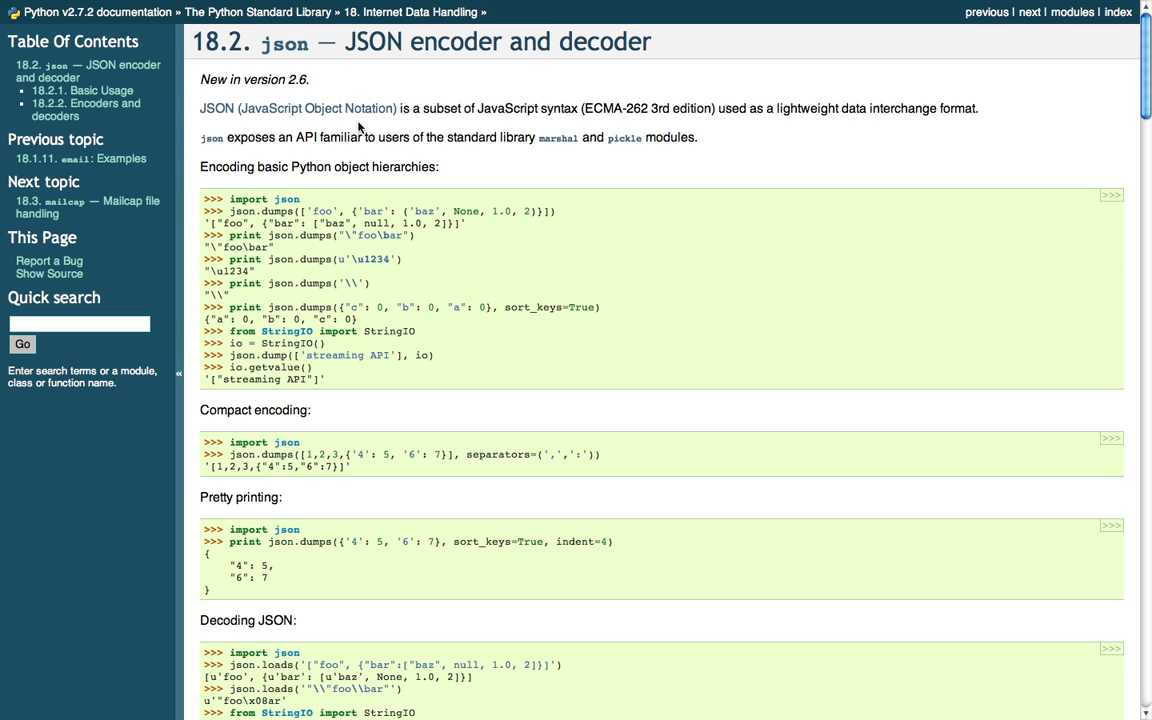 Python v2.7.2 documentation » The Python Standard Library » 18. Internet Data Handling »
previous | next | modules | index
Table Of Contents
18.2. json — JSON encoder
and decoder
18.2.1. Basic Usage
18.2.2. Encoders and
decoders
Previous topic
18.1.11. email: Examples
Next topic
18.3. mailcap — Mailcap file
handling
This Page
Report a Bug
Show Source
Quick search
Go
Enter search terms or a module,
class or function name.
«
18.2. json — JSON encoder and decoder
New in version 2.6.
JSON (JavaScript Object Notation) is a subset of JavaScript syntax (ECMA-262 3rd edition) used as a lightweight data interchange format.
json exposes an API familiar to users of the standard library marshal and pickle modules.
Encoding basic Python object hierarchies:
>>>
>>> import json
>>> json.dumps(['foo', {'bar': ('baz', None, 1.0, 2)}])
'["foo", {"bar": ["baz", null, 1.0, 2]}]'
>>> print json.dumps("\"foo\bar")
"\"foo\bar"
>>> print json.dumps(u'\u1234')
"\u1234"
>>> print json.dumps('\\')
"\\"
>>> print json.dumps({"c": 0, "b": 0, "a": 0}, sort_keys=True)
{"a": 0, "b": 0, "c": 0}
>>> from StringIO import StringIO
>>> io = StringIO()
>>> json.dump(['streaming API'], io)
>>> io.getvalue()
'["streaming API"]'
Compact encoding:
>>>
>>> import json
>>> json.dumps([1,2,3,{'4': 5, '6': 7}], separators=(',',':'))
'[1,2,3,{"4":5,"6":7}]'
Pretty printing:
>>>
>>> import json
>>> print json.dumps({'4': 5, '6': 7}, sort_keys=True, indent=4)
{
    "4": 5,
    "6": 7
}
Decoding JSON:
>>>
>>> import json
>>> json.loads('["foo", {"bar":["baz", null, 1.0, 2]}]')
[u'foo', {u'bar': [u'baz', None, 1.0, 2]}]
>>> json.loads('"\\"foo\\bar"')
u'"foo\x08ar'
>>> from StringIO import StringIO